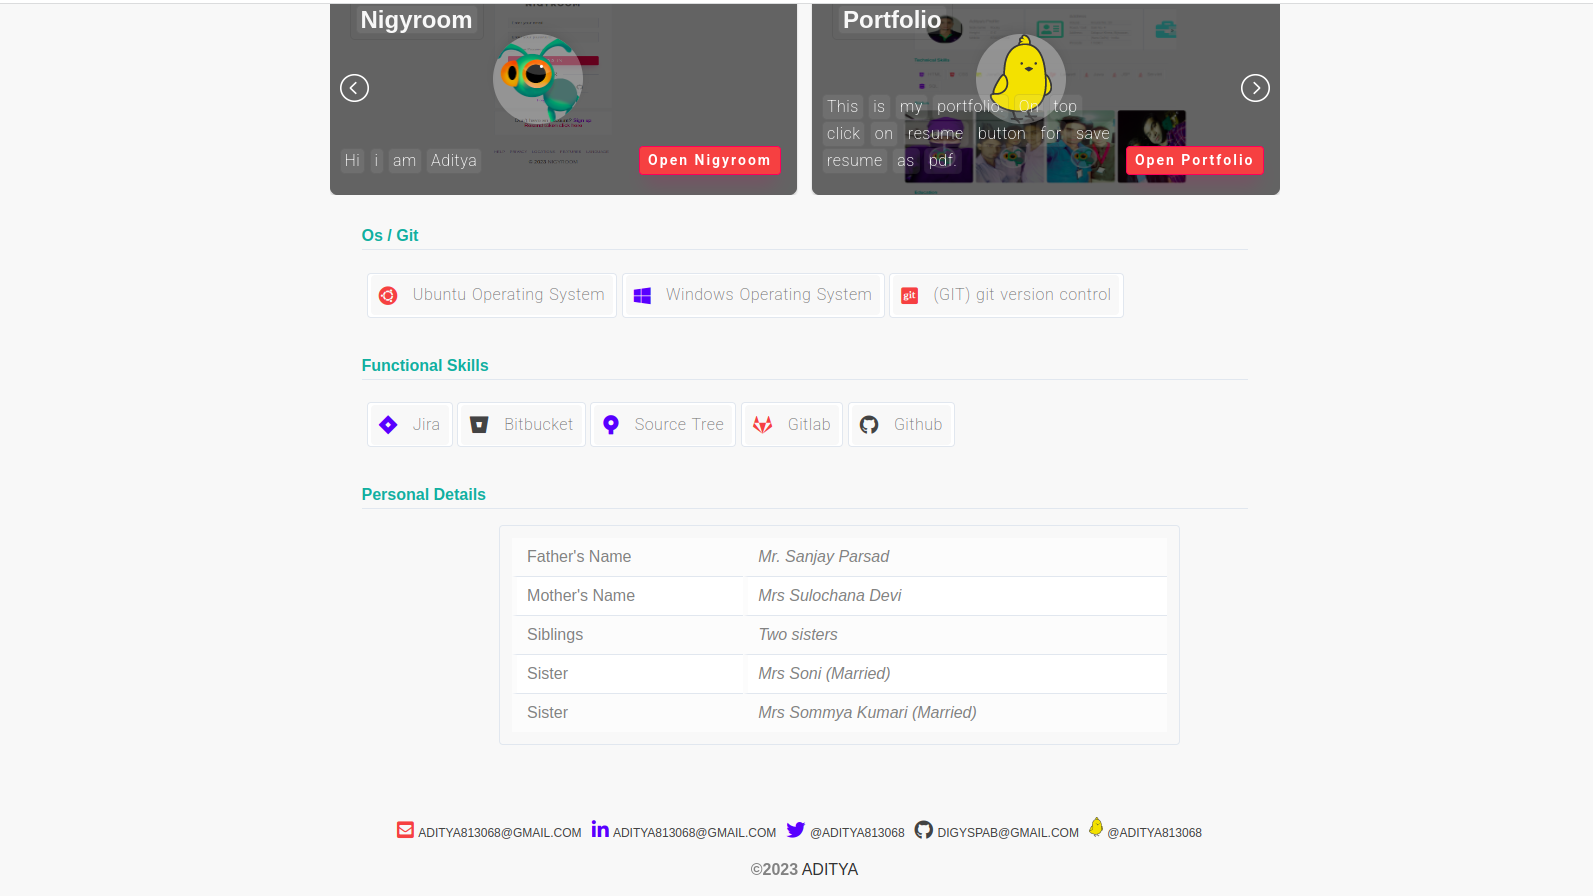 Nigyroom
Portfolio
Hi i am Aditya
Open Nigyroom
This is my portfolio On top
click on resume button for save
resume as pdf.
Open Portfolio
Os / Git
Ubuntu Operating System
Windows Operating System
git
(GIT) git version control
Functional Skills
Jira
Bitbucket
Source Tree
Gitlab
Github
Personal Details
Father's Name Mr. Sanjay Parsad
Mother's Name Mrs Sulochana Devi
Siblings Two sisters
Sister Mrs Soni (Married)
Sister Mrs Sommya Kumari (Married)
ADITYA813068@GMAIL.COM in ADITYA813068@GMAIL.COM @ADITYA813068 DIGYSPAB@GMAIL.COM @ADITYA813068
©2023 ADITYA